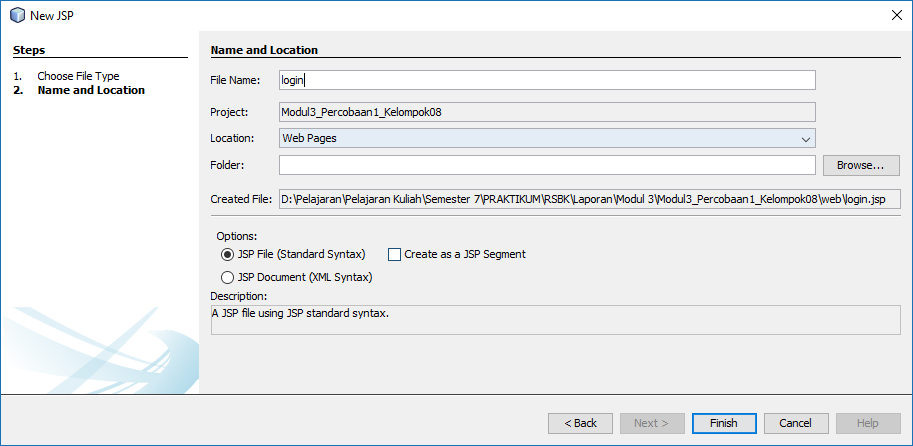 New JSP
Steps
1. Choose File Type
2. Name and Location
Name and Location
File Name: login
Project: Modul3_Percobaan1_Kelompok08
Location: Web Pages
Folder: Browse...
Created File: D:\Pelajaran\Pelajaran Kuliah\Semester 7\PRAKTIKUM\RSBK\Laporan\Modul 3\Modul3_Percobaan1_Kelompok08\web\login.jsp
Options:
JSP File (Standard Syntax) Create as a JSP Segment
JSP Document (XML Syntax)
Description:
A JSP file using JSP standard syntax.
< Back Next > Finish Cancel Help